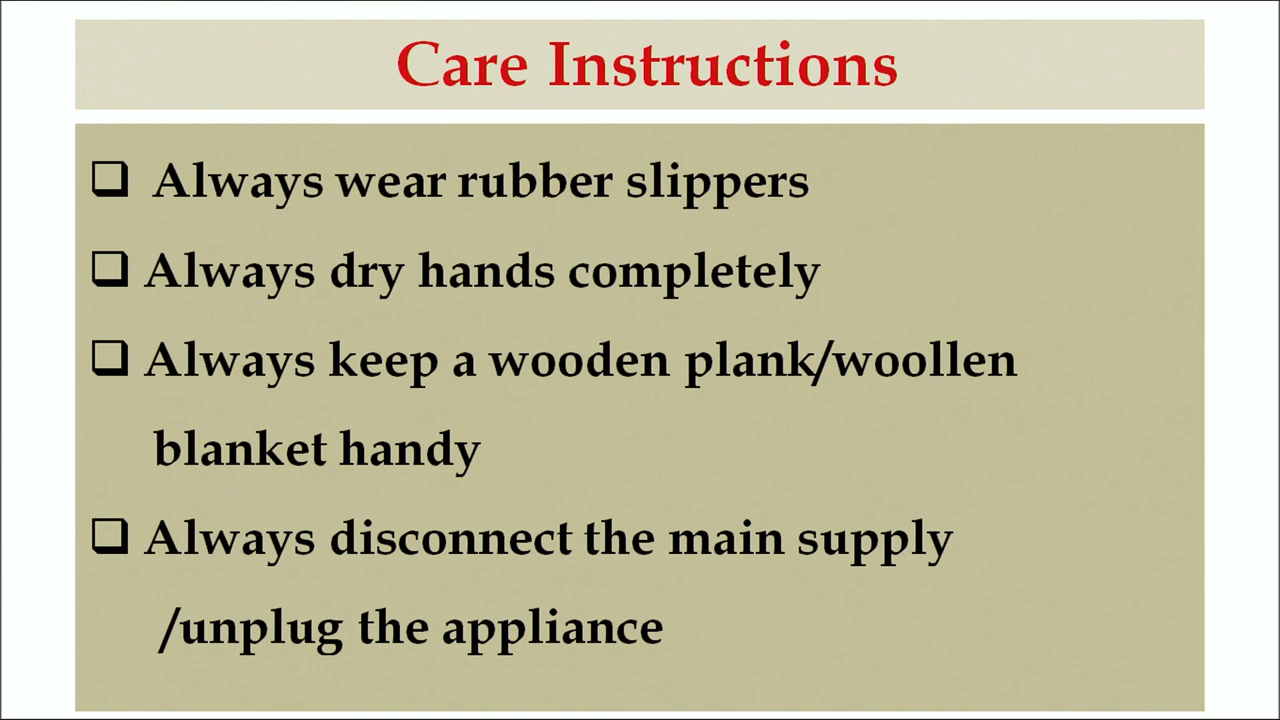 Care Instructions
Always wear rubber slippers
Always dry hands completely
Always keep a wooden plank/woollen
blanket handy
Always disconnect the main supply
/unplug the appliance